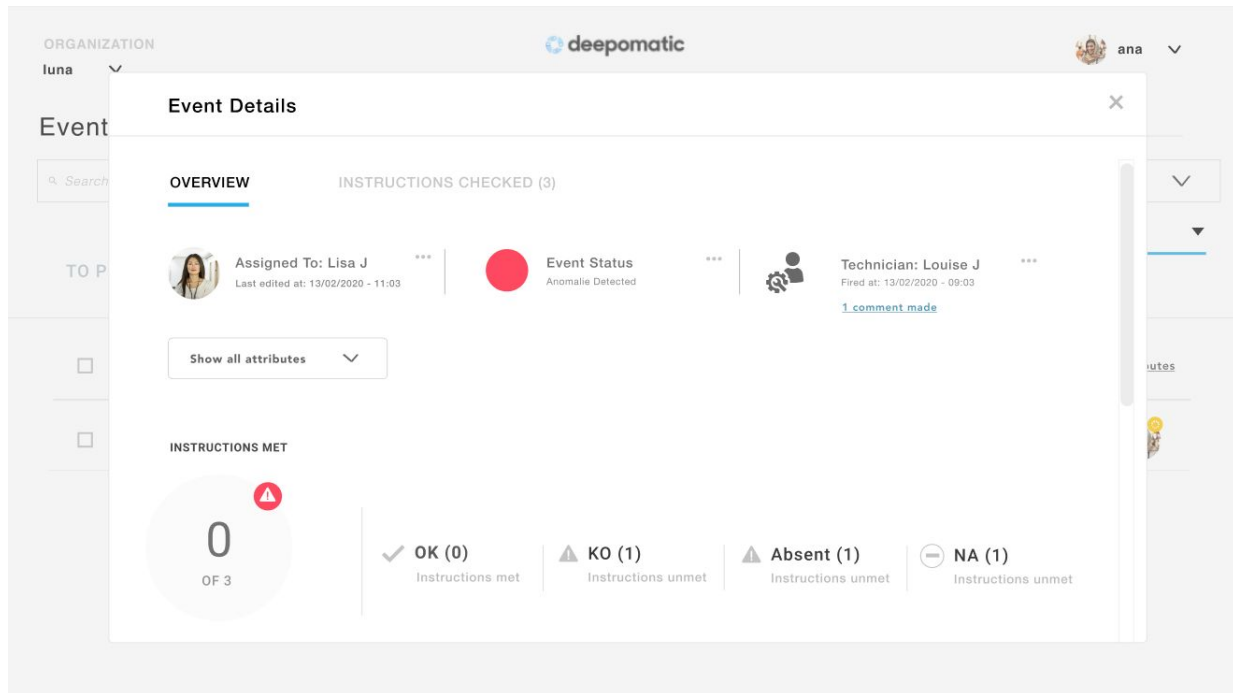 ORGANIZATION
luna
deepomatic
ana
Event
Search
TO P
Event Details
OVERVIEW
INSTRUCTIONS CHECKED (3)
Assigned To: Lisa J
Last edited at: 13/02/2020 - 11:03
Event Status
Anomalie Detected
Technician: Louise J
Fired at: 13/02/2020 - 09:03
1 comment made
Show all attributes
utes
INSTRUCTIONS MET
0
OF 3
OK (0)
Instructions met
KO (1)
Instructions unmet
Absent (1)
Instructions unmet
NA (1)
Instructions unmet